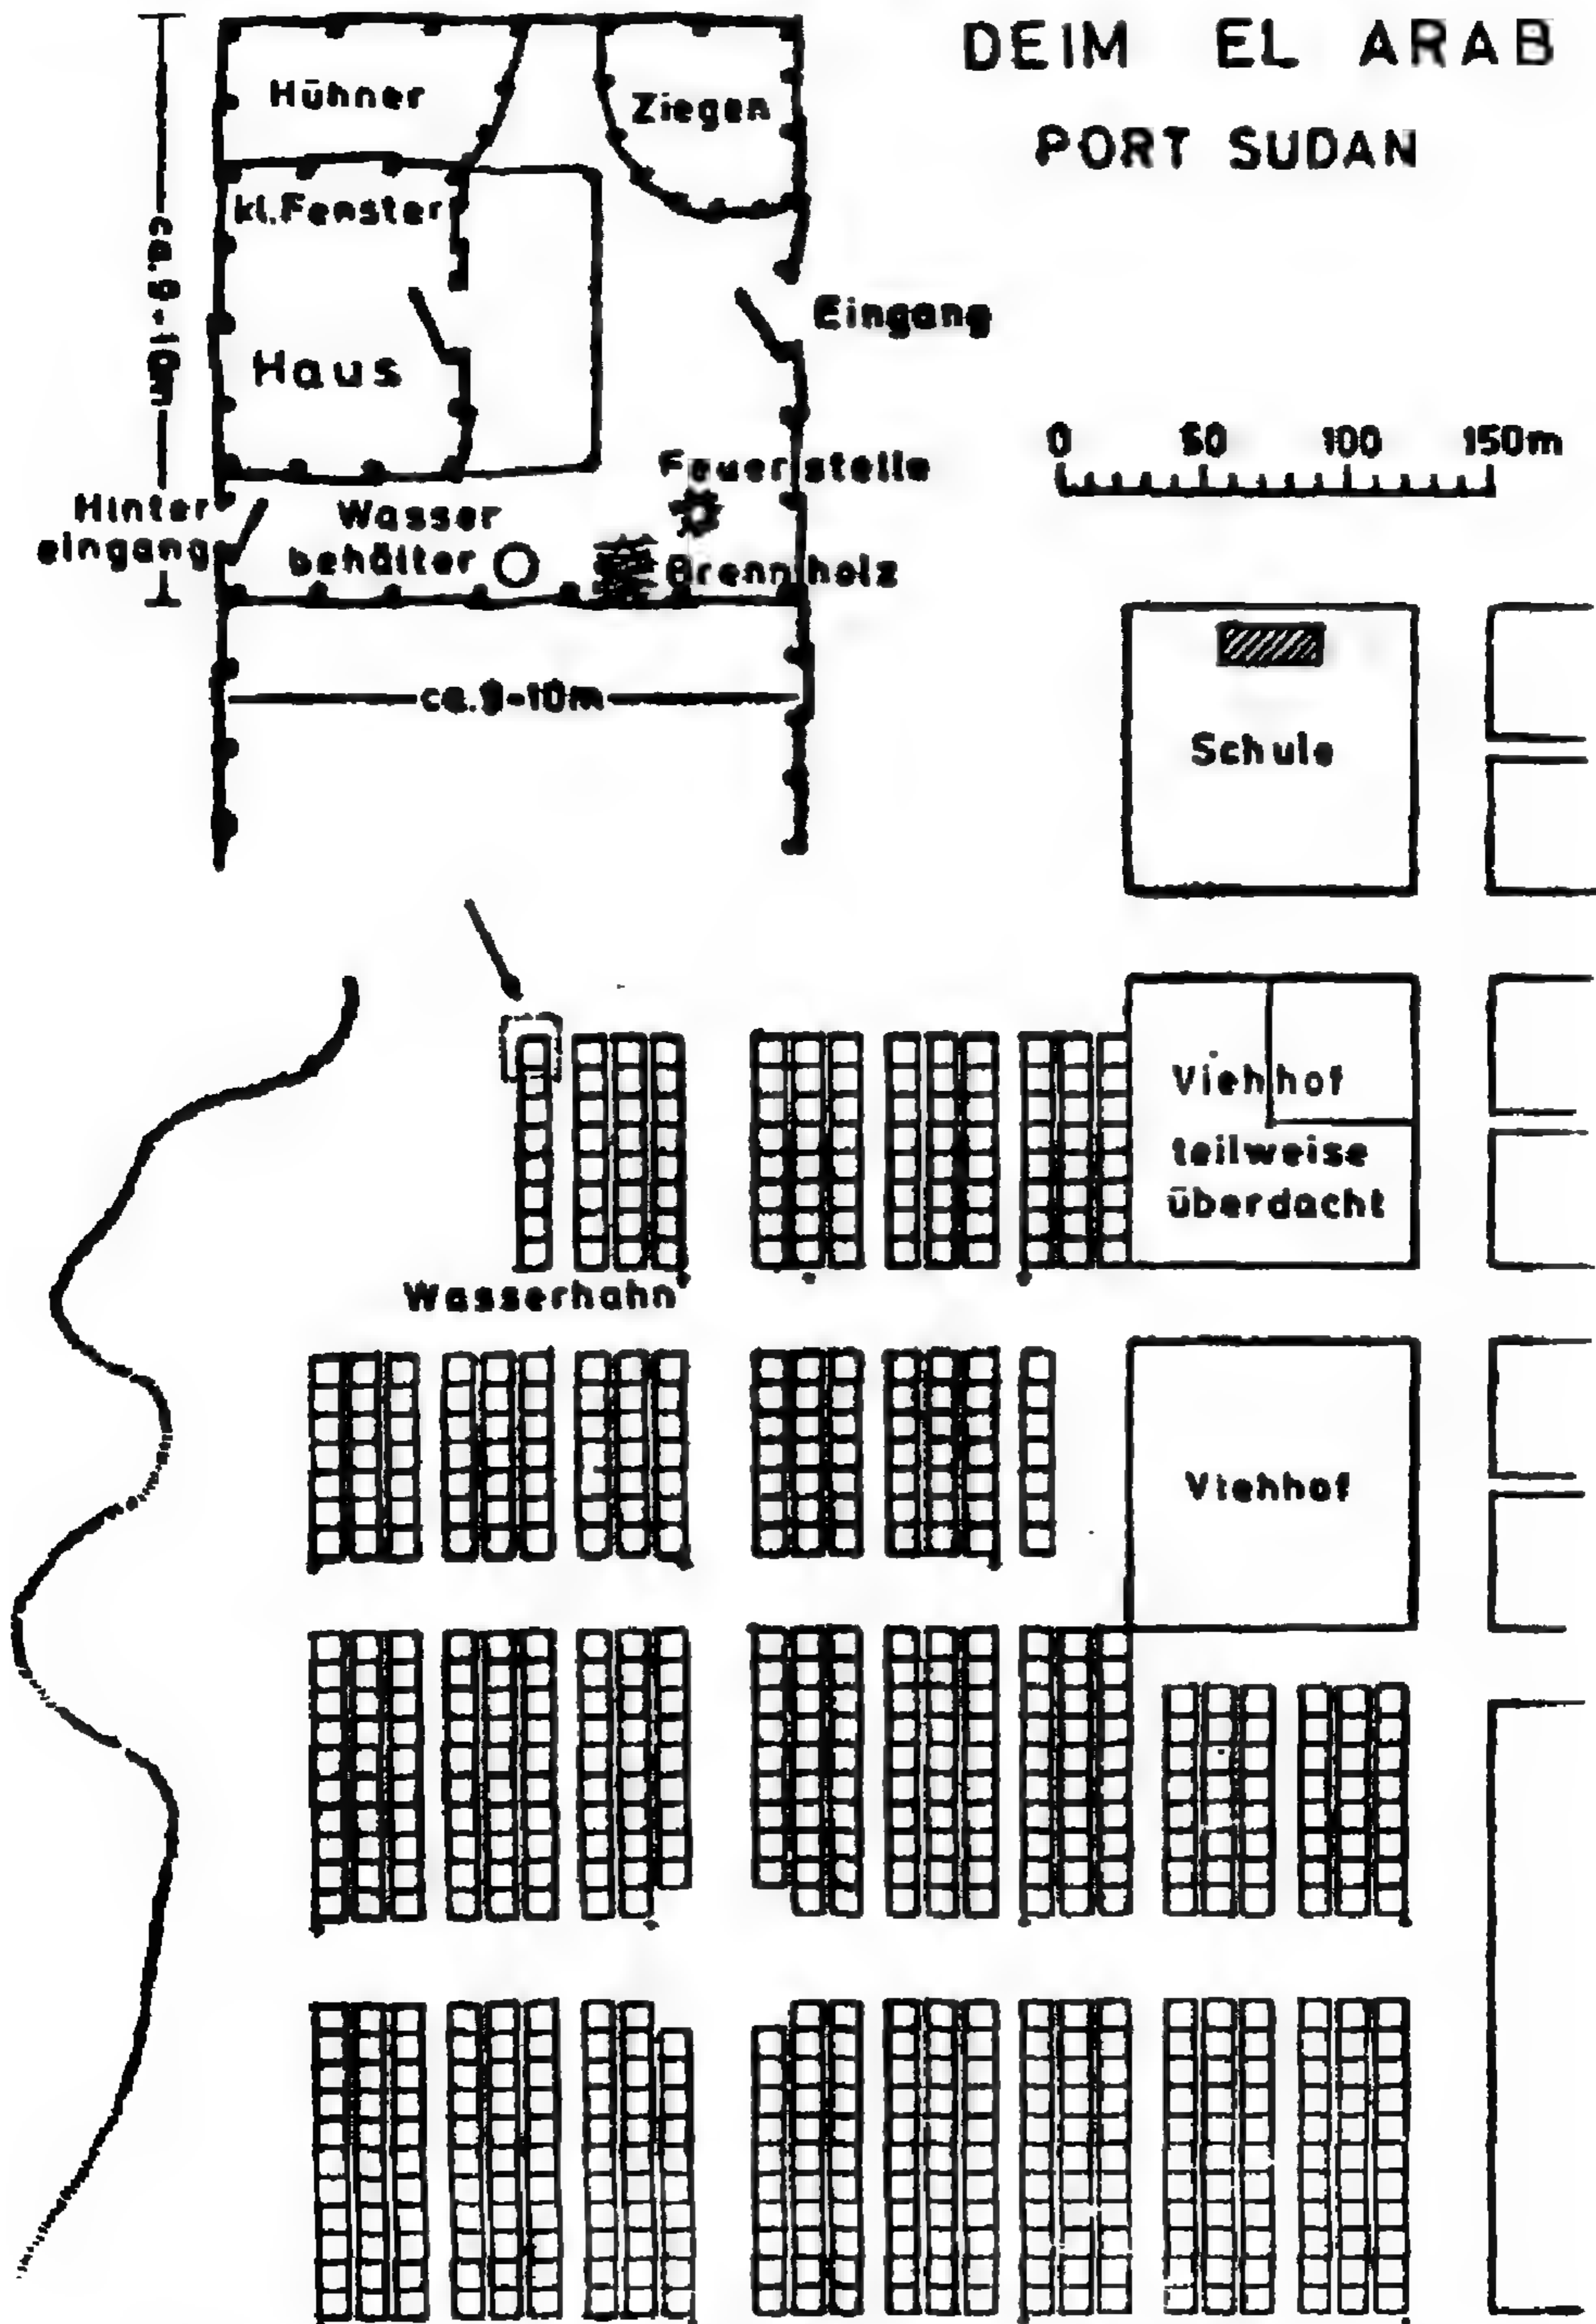 DEIM EL ARAB
PORT SUDAN
Hühner
Ziegen
kl.Fenster
ca.9-10m
Eingang
Haus
0 50 100 150m
Feuerstelle
Hinter
eingang
Wasser
behälter
Brennholz
ca.9-10m
Schule
Viehhof
teilweise
überdacht
Wasserhahn
Viehhof